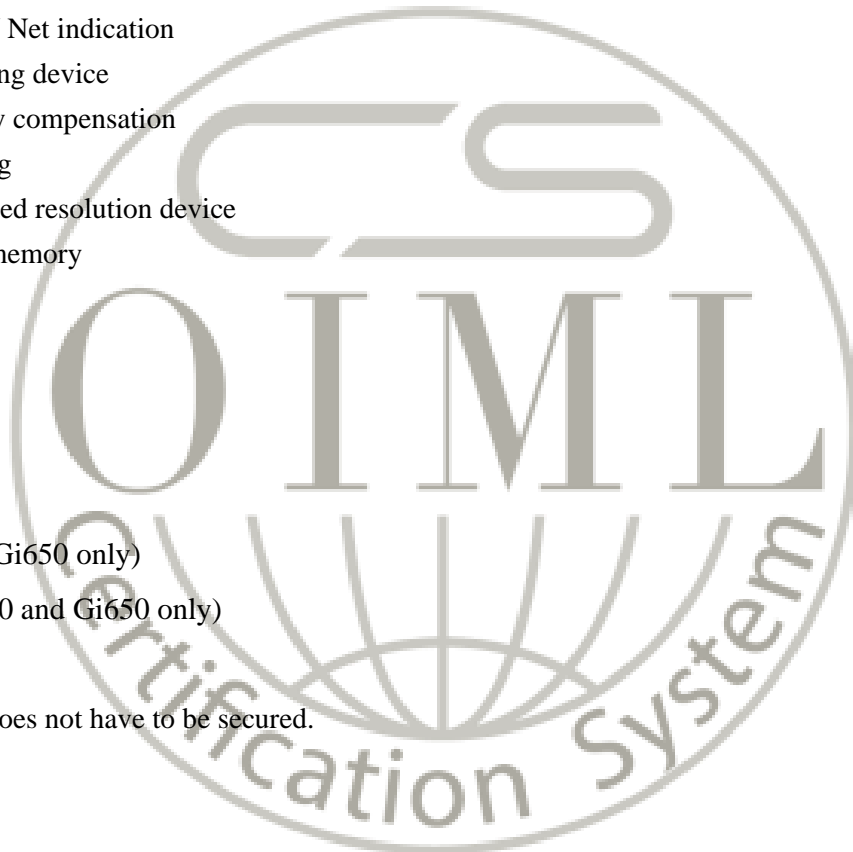 Net indication
ng device
y compensation
g
ed resolution device
memory
CS
OIML
Gi650 only)
0 and Gi650 only)
oes not have to be secured.
Certification System